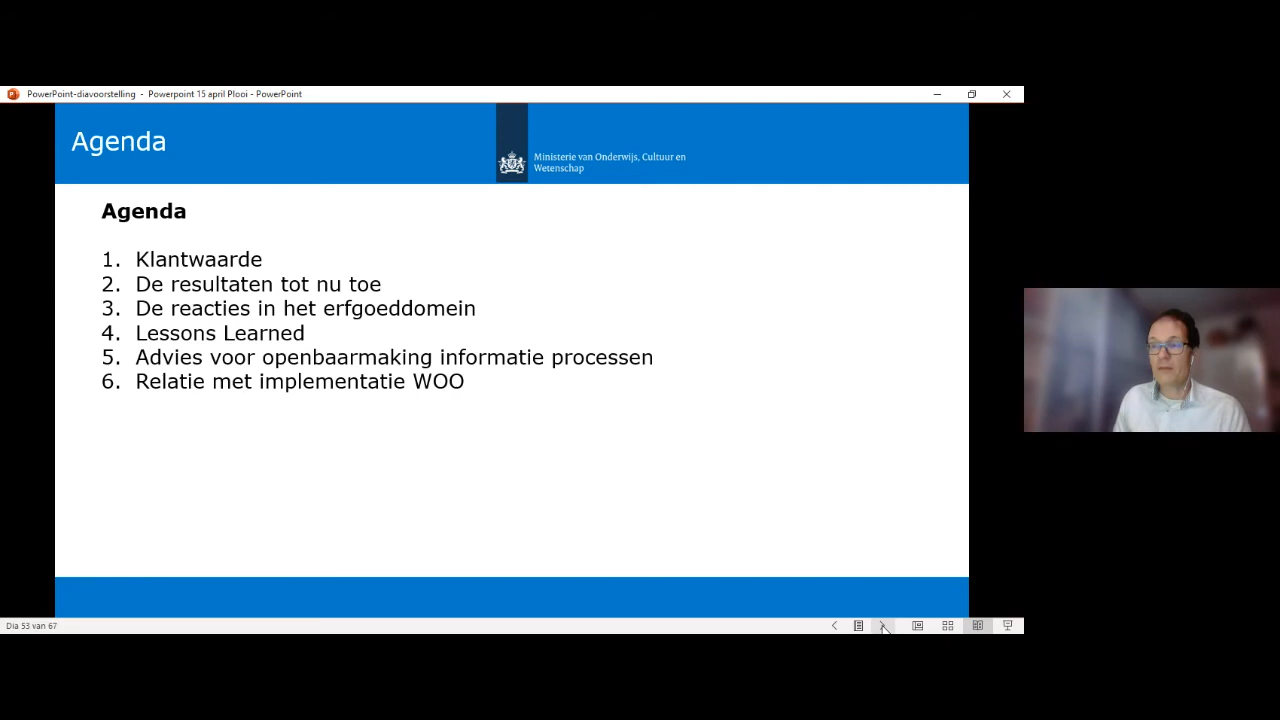 PowerPoint-diavoorstelling - Powerpoint 15 april Plooi - PowerPoint
Agenda
Ministerie van Onderwijs, Cultuur en
Wetenschap
Agenda
1. Klantwaarde
2. De resultaten tot nu toe
3. De reacties in het erfgoeddomein
4. Lessons Learned
5. Advies voor openbaarmaking informatie processen
6. Relatie met implementatie WOO
Dia 53 van 67